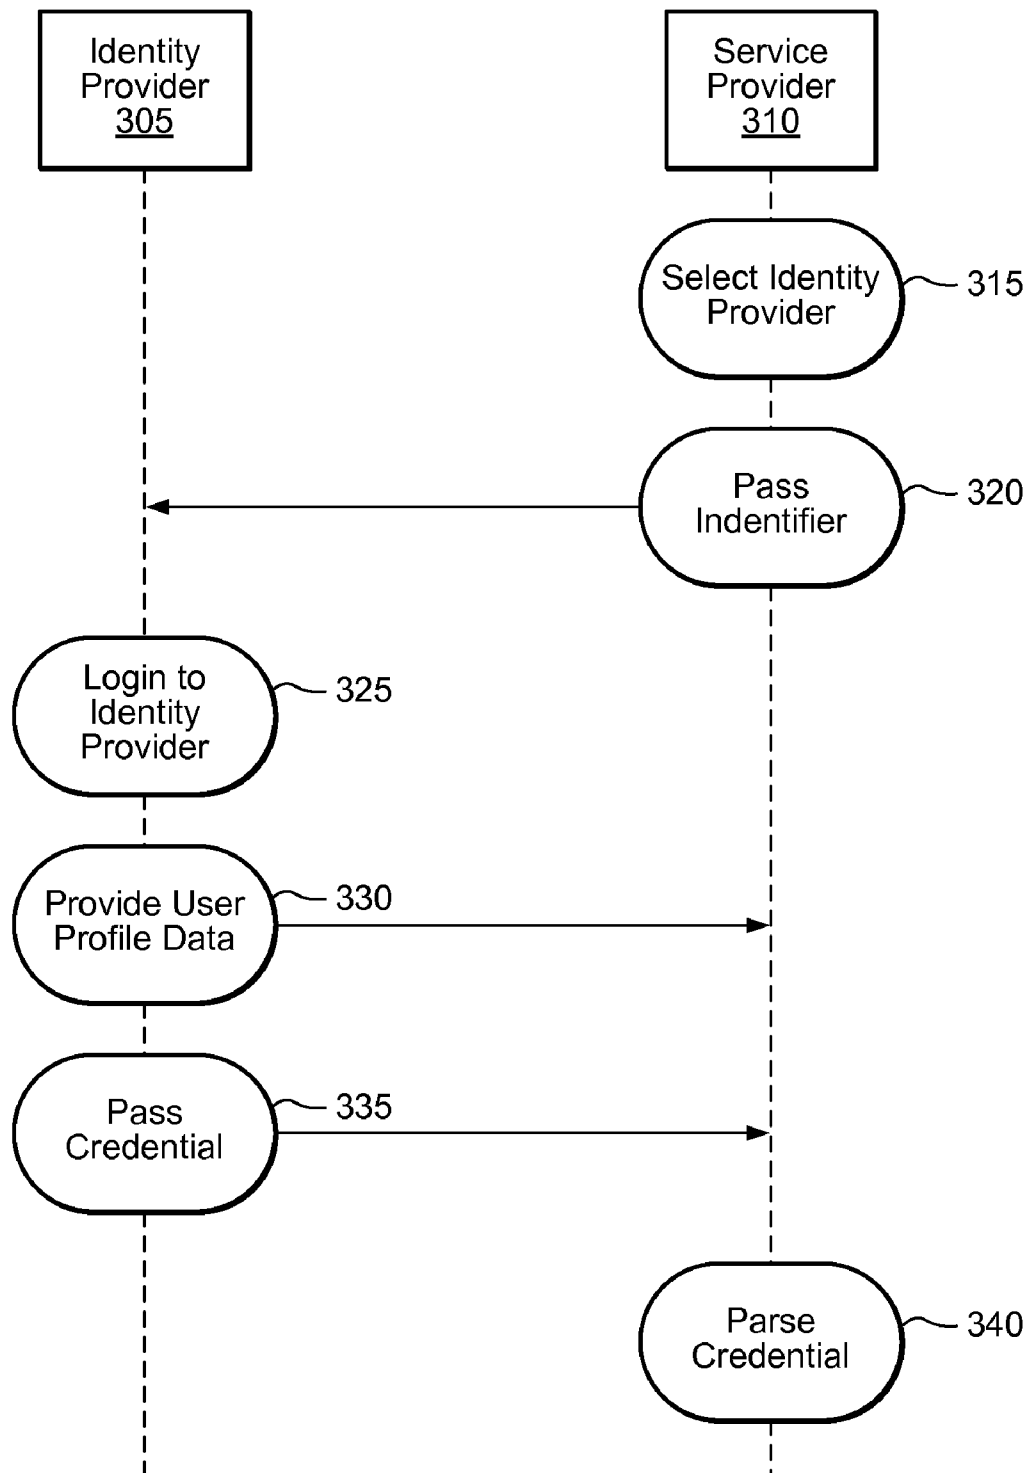 Identity
Provider
305
Service
Provider
310
Select Identity
Provider
315
Pass
Indentifier
320
Login to
Identity
Provider
325
Provide User
Profile Data
330
Pass
Credential
335
Parse
Credential
340